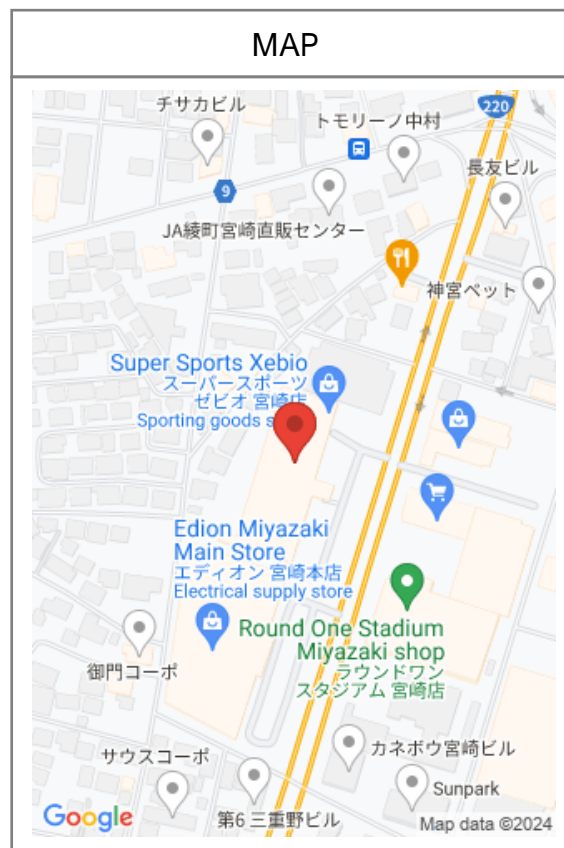 MAP
220
チサカビル
トモリーノ中村
長友ビル
9
JA綾町宮崎直販センター
神宮ペット
Super Sports Xebio
スーパースポーツ
ゼビオ 宮崎店
Sporting goods s
Edion Miyazaki
Main Store
エディオン 宮崎本店
Electrical supply store
Round One Stadium
Miyazaki shop
ラウンドワン
スタジアム 宮崎店
御門コーポ
カネボウ宮崎ビル
サウスコーポ
Sunpark
第6 三重野ビル
Google
Map data ©2024